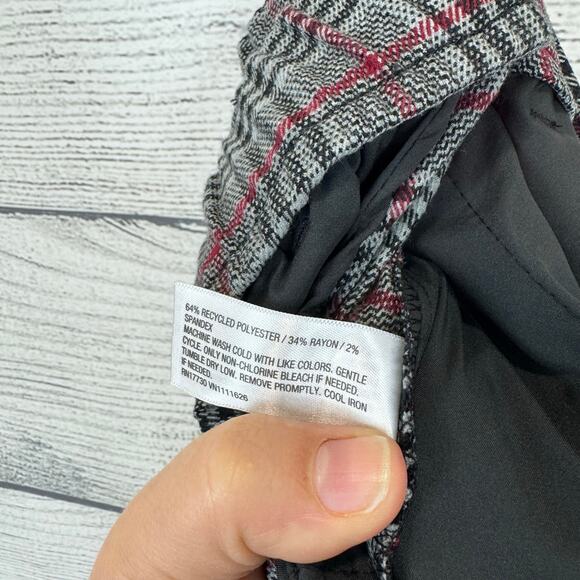 64% RECYCLED POLYESTER / 34% RAYON / 2%
SPANDEX
MACHINE WASH COLD WITH LIKE COLORS. GENTLE
CYCLE. ONLY NON-CHLORINE BLEACH IF NEEDED.
TUMBLE DRY LOW. REMOVE PROMPTLY. COOL IRON
IF NEEDED.
RN17730 VN1111626